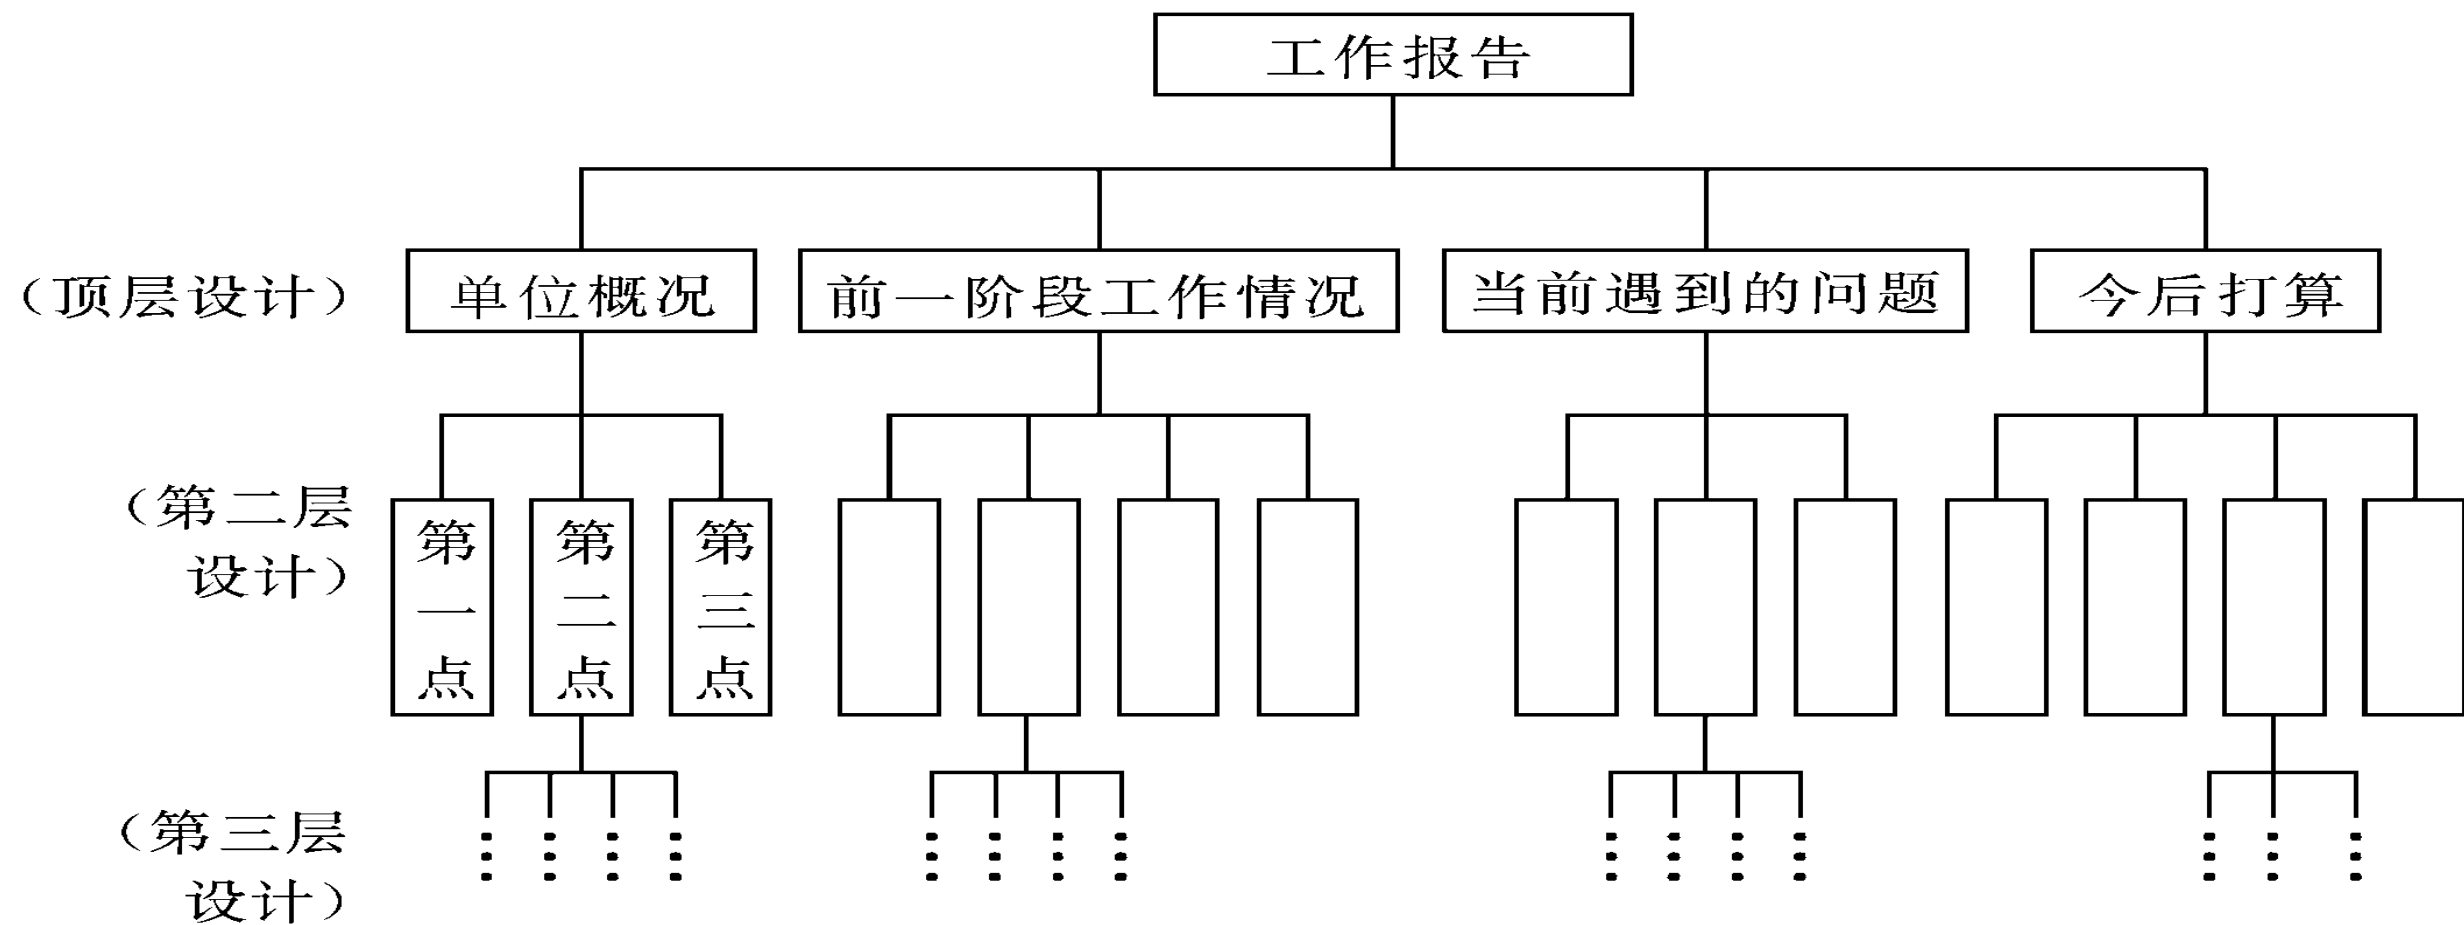 工作报告
（顶层设计）
单位概况
前一阶段工作情况
当前遇到的问题
今后打算
（第二层
设计）
第一点
第二点
第三点
（第三层
设计）